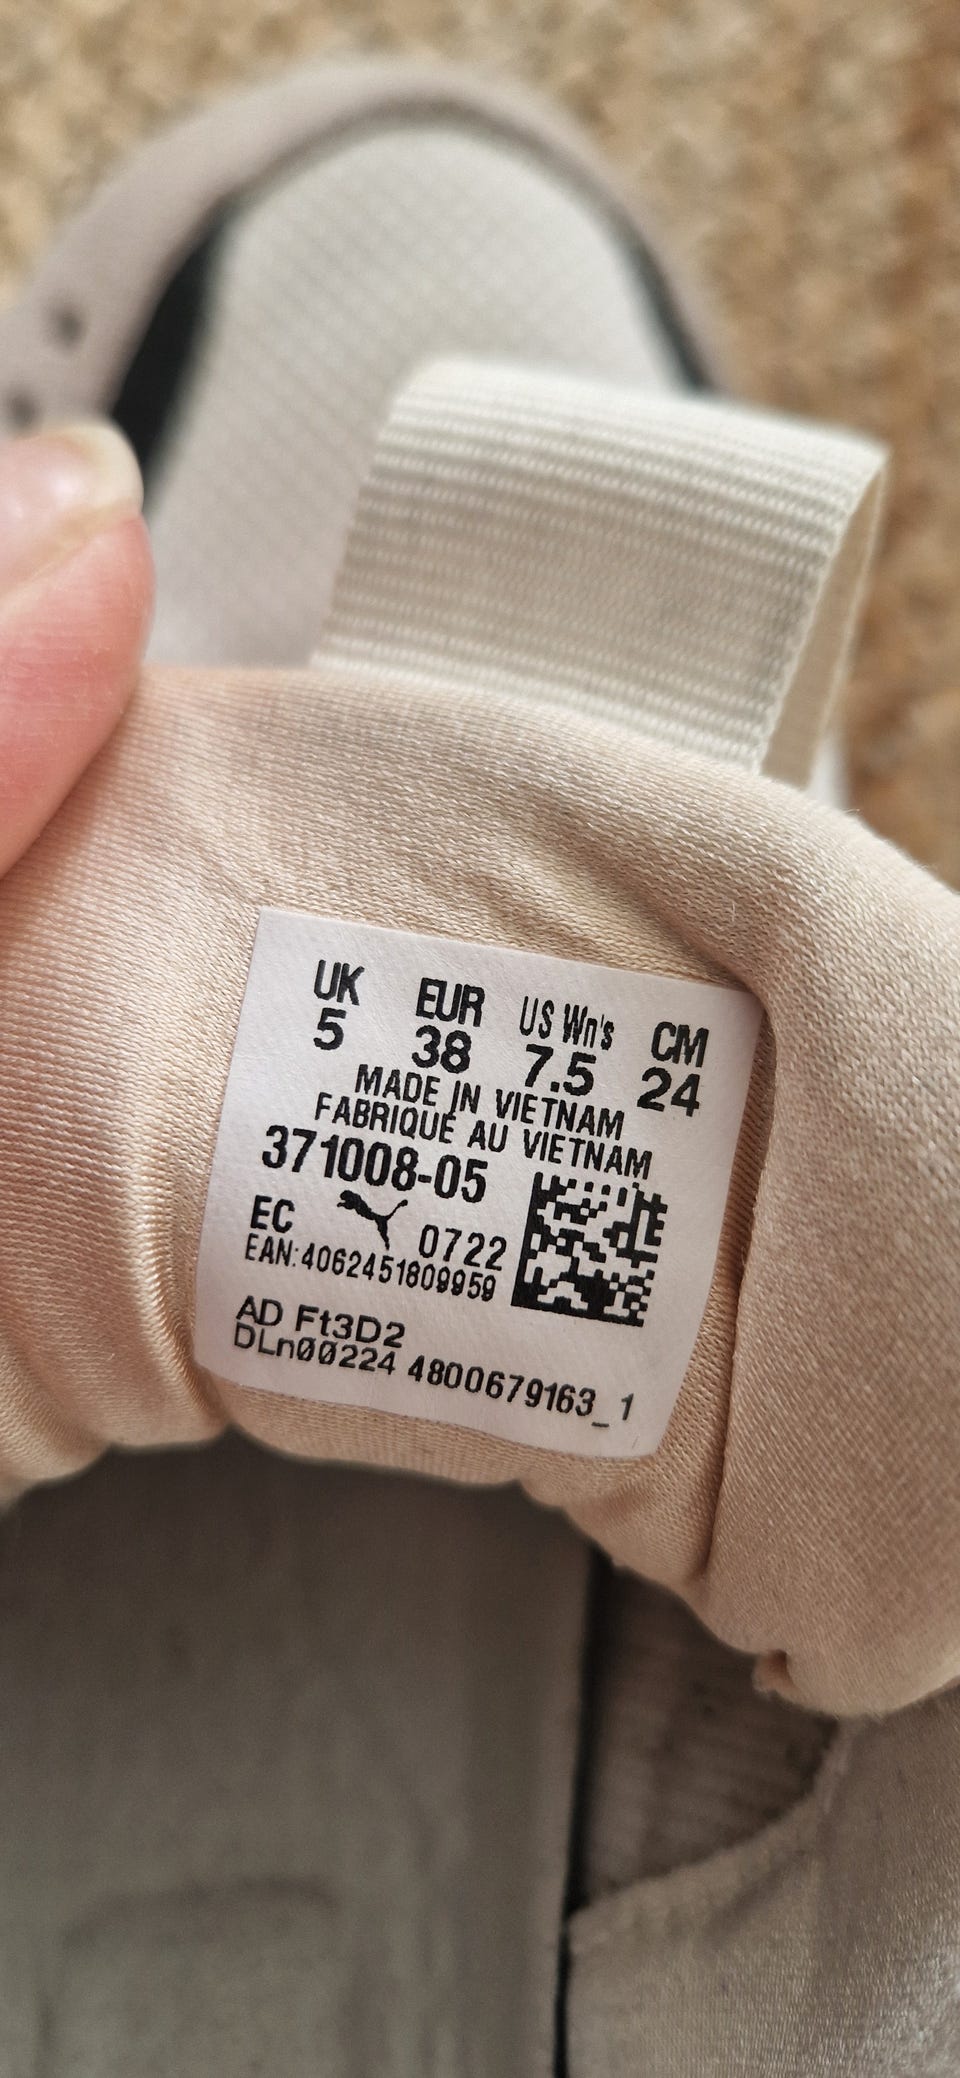 UK EUR US Wn's CM
5 38 7.5 24
MADE IN VIETNAM
FABRIQUÉ AU VIETNAM
371008-05
EC 0722
EAN:4062451809959
AD Ft3D2
DLn00224 4800679163_1